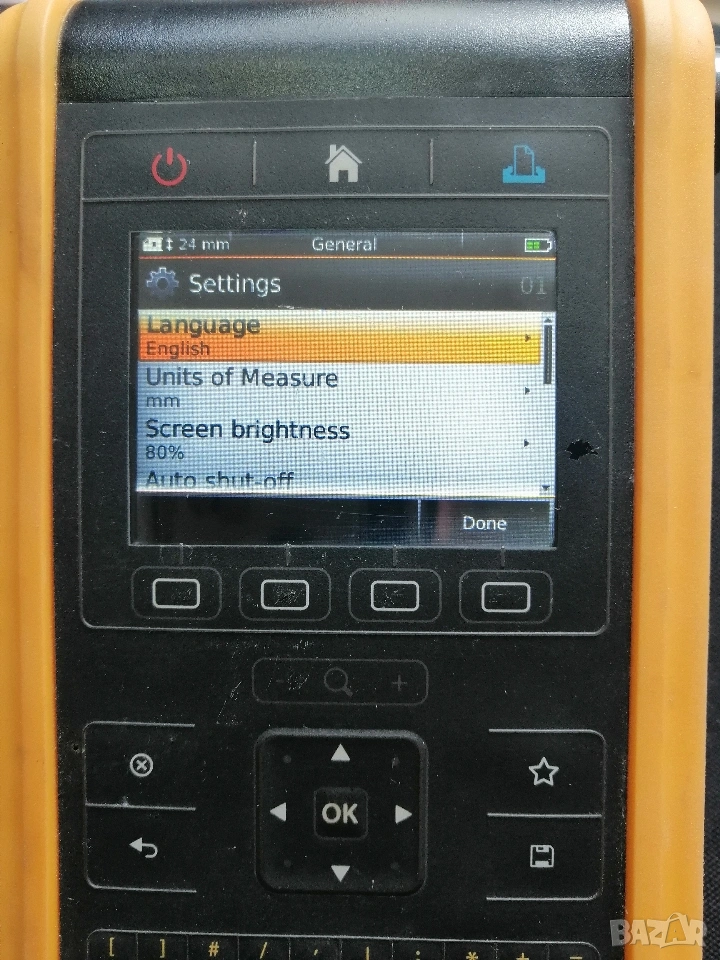 24 mm General
Settings 01
Language
English
Units of Measure
mm
Screen brightness
80%
Auto shut-off
Done
- +
OK
[ ] # / , | : * + =
BAZAR